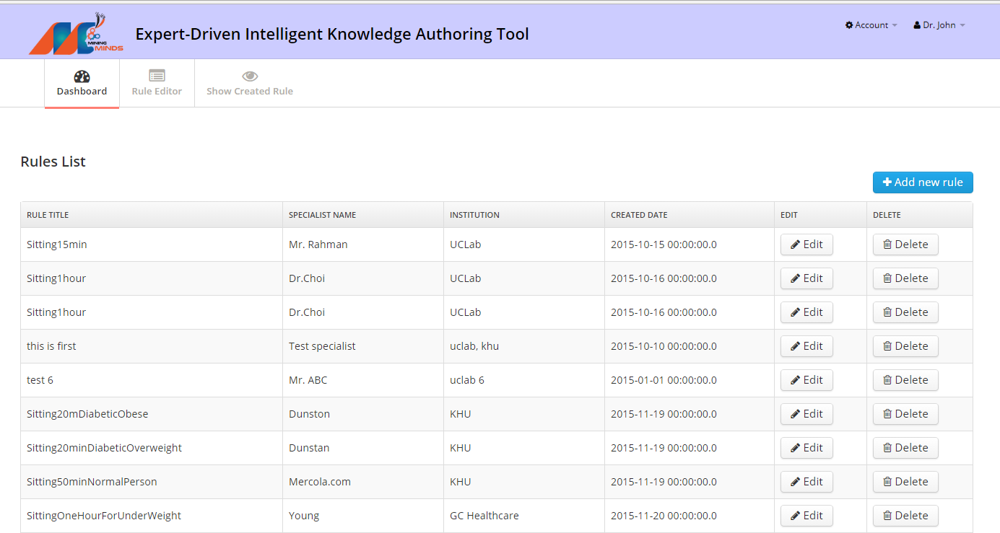 MINING
MINDS
Expert-Driven Intelligent Knowledge Authoring Tool
Account
Dr. John
Dashboard
Rule Editor
Show Created Rule
Rules List
Add new rule
RULE TITLE SPECIALIST NAME INSTITUTION CREATED DATE EDIT DELETE
Sitting15min Mr. Rahman UCLab 2015-10-15 00:00:00.0 Edit Delete
Sitting1hour Dr.Choi UCLab 2015-10-16 00:00:00.0 Edit Delete
Sitting1hour Dr.Choi UCLab 2015-10-16 00:00:00.0 Edit Delete
this is first Test specialist uclab, khu 2015-10-10 00:00:00.0 Edit Delete
test 6 Mr. ABC uclab 6 2015-01-01 00:00:00.0 Edit Delete
Sitting20mDiabeticObese Dunston KHU 2015-11-19 00:00:00.0 Edit Delete
Sitting20minDiabeticOverweight Dunstan KHU 2015-11-19 00:00:00.0 Edit Delete
Sitting50minNormalPerson Mercola.com KHU 2015-11-19 00:00:00.0 Edit Delete
SittingOneHourForUnderWeight Young GC Healthcare 2015-11-20 00:00:00.0 Edit Delete